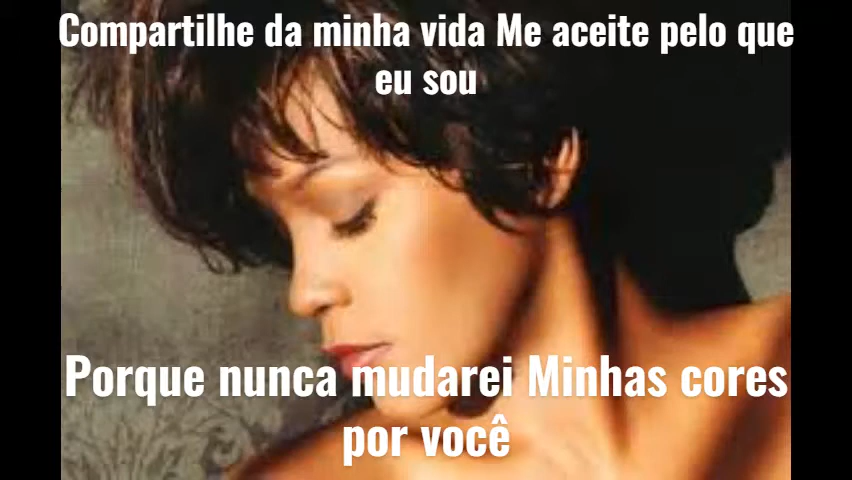 Compartilhe da minha vida Me aceite pelo que
eu sou
Porque nunca mudarei Minhas cores
por você